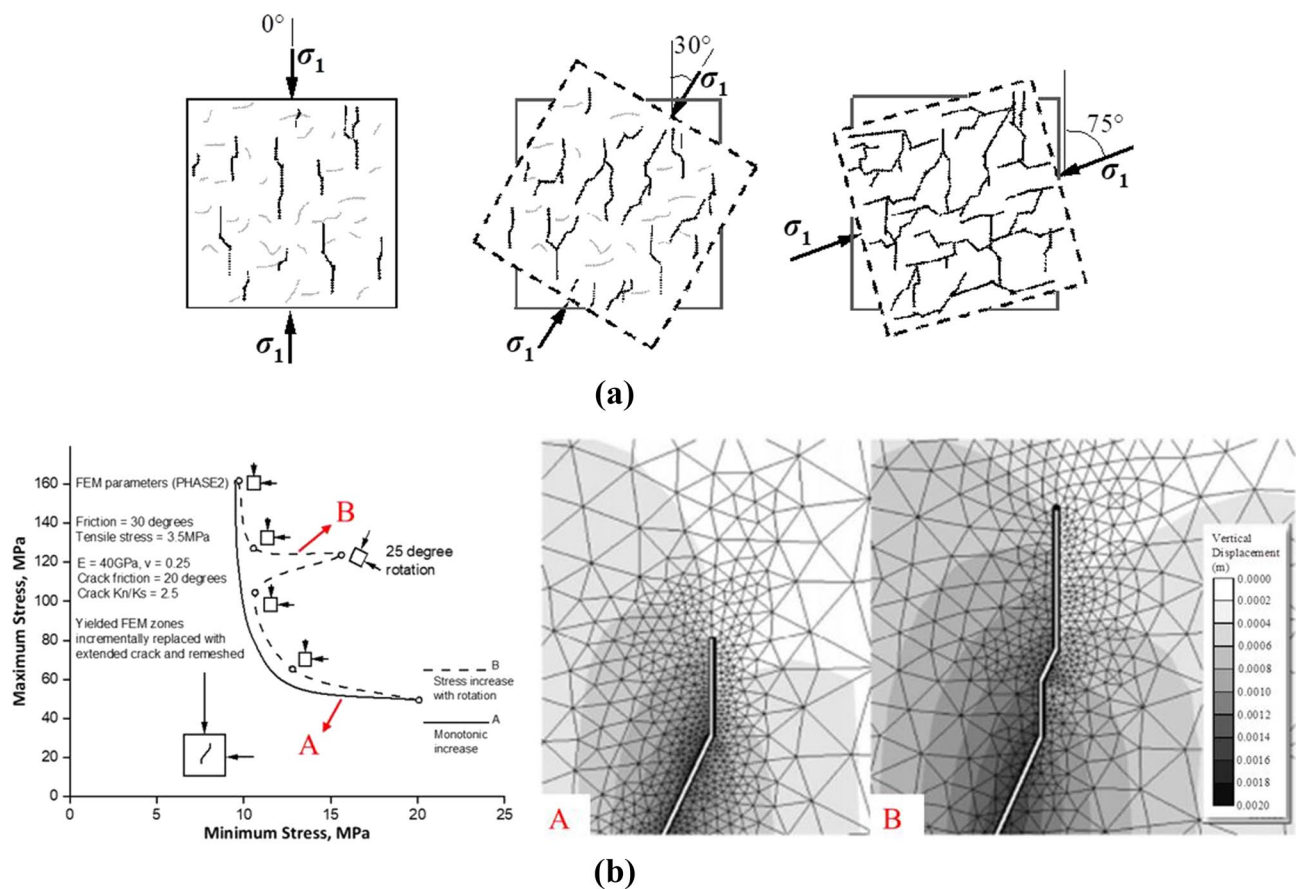 0°
σ₁
σ₁
30°
σ₁
σ₁
75°
σ₁
σ₁
(a)
Maximum Stress, MPa
160
140
120
100
80
60
40
20
0
0
5
10
15
20
25
Minimum Stress, MPa
FEM parameters (PHASE2)
Friction = 30 degrees
Tensile stress = 3.5MPa
E = 40GPa, v = 0.25
Crack friction = 20 degrees
Crack Kn/Ks = 2.5
Yielded FEM zones
incrementally replaced with
extended crack and remeshed
B
25 degree
rotation
A
B
Stress increase
with rotation
A
Monotonic
increase
A
B
Vertical
Displacement
(m)
0.0000
0.0002
0.0004
0.0006
0.0008
0.0010
0.0012
0.0014
0.0016
0.0018
0.0020
(b)